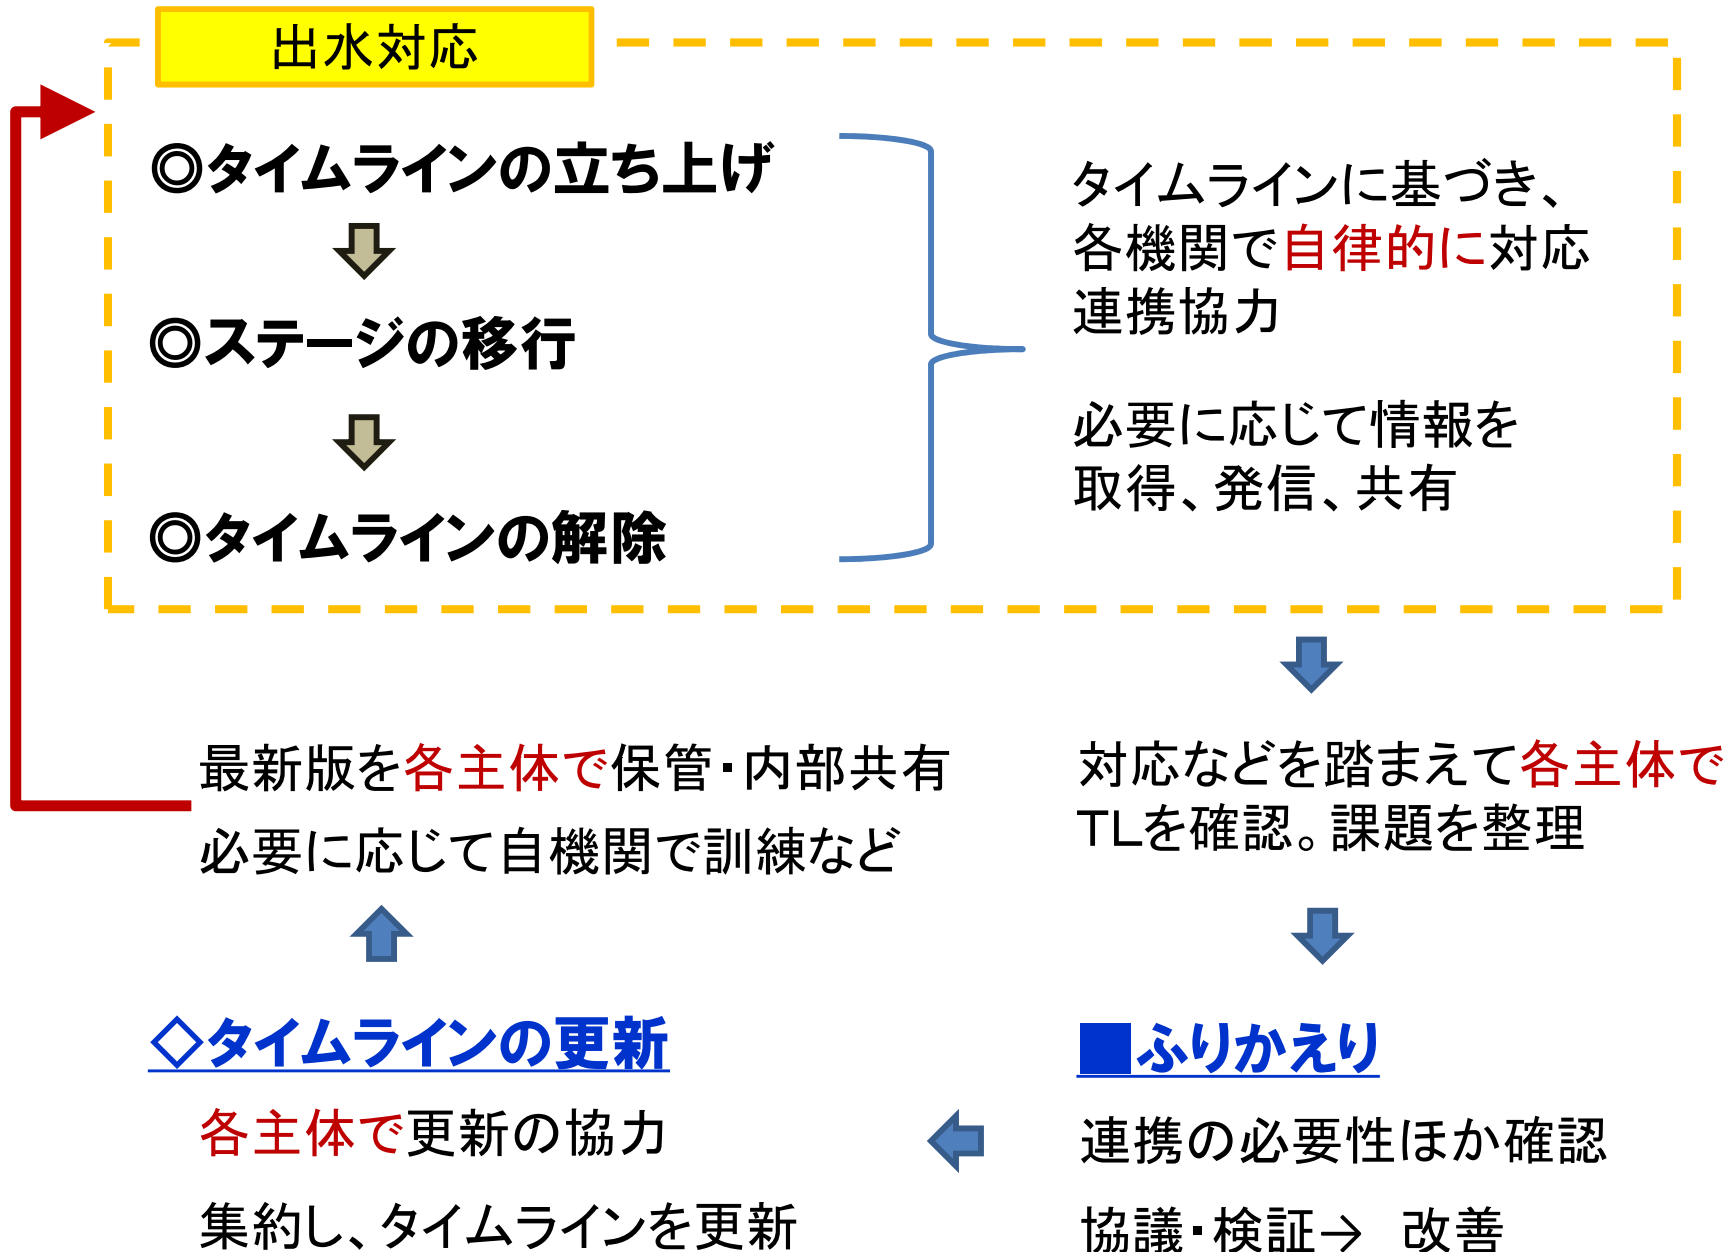 出水対応
◎タイムラインの立ち上げ
◎ステージの移行
◎タイムラインの解除
タイムラインに基づき、
各機関で自律的に対応
連携協力
必要に応じて情報を
取得、発信、共有
対応などを踏まえて各主体で
TLを確認。課題を整理
■ふりかえり
連携の必要性ほか確認
協議・検証→ 改善
◇タイムラインの更新
各主体で更新の協力
集約し、タイムラインを更新
最新版を各主体で保管・内部共有
必要に応じて自機関で訓練など